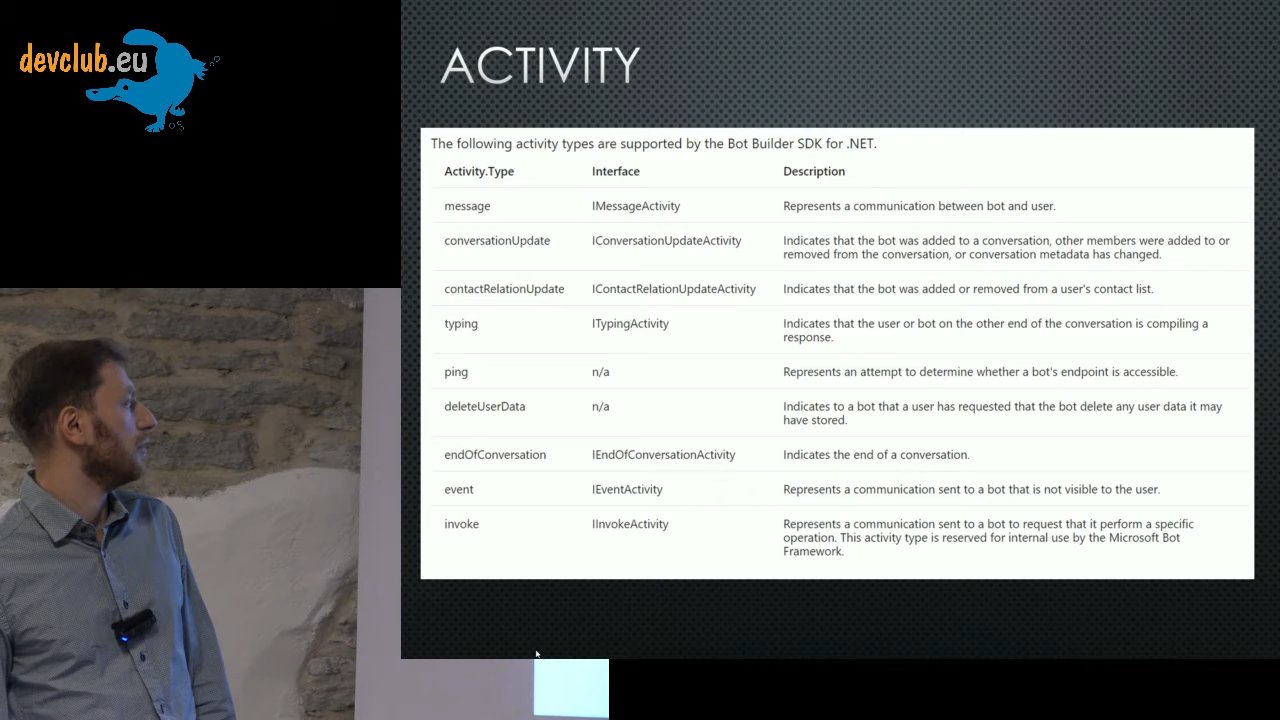 devclub.eu
ACTIVITY
The following activity types are supported by the Bot Builder SDK for .NET.
Activity.Type Interface Description
message IMessageActivity Represents a communication between bot and user.
conversationUpdate IConversationUpdateActivity Indicates that the bot was added to a conversation, other members were added to or
removed from the conversation, or conversation metadata has changed.
contactRelationUpdate IContactRelationUpdateActivity Indicates that the bot was added or removed from a user's contact list.
typing ITypingActivity Indicates that the user or bot on the other end of the conversation is compiling a
response.
ping n/a Represents an attempt to determine whether a bot's endpoint is accessible.
deleteUserData n/a Indicates to a bot that a user has requested that the bot delete any user data it may
have stored.
endOfConversation IEndOfConversationActivity Indicates the end of a conversation.
event IEventActivity Represents a communication sent to a bot that is not visible to the user.
invoke IInvokeActivity Represents a communication sent to a bot to request that it perform a specific
operation. This activity type is reserved for internal use by the Microsoft Bot
Framework.